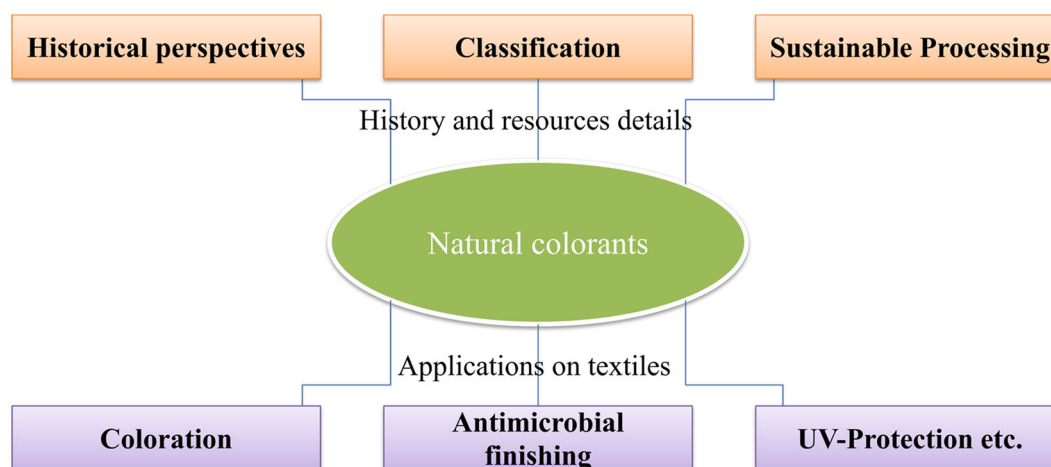 Historical perspectives
Classification
Sustainable Processing
History and resources details
Natural colorants
Applications on textiles
Coloration
Antimicrobial
finishing
UV-Protection etc.